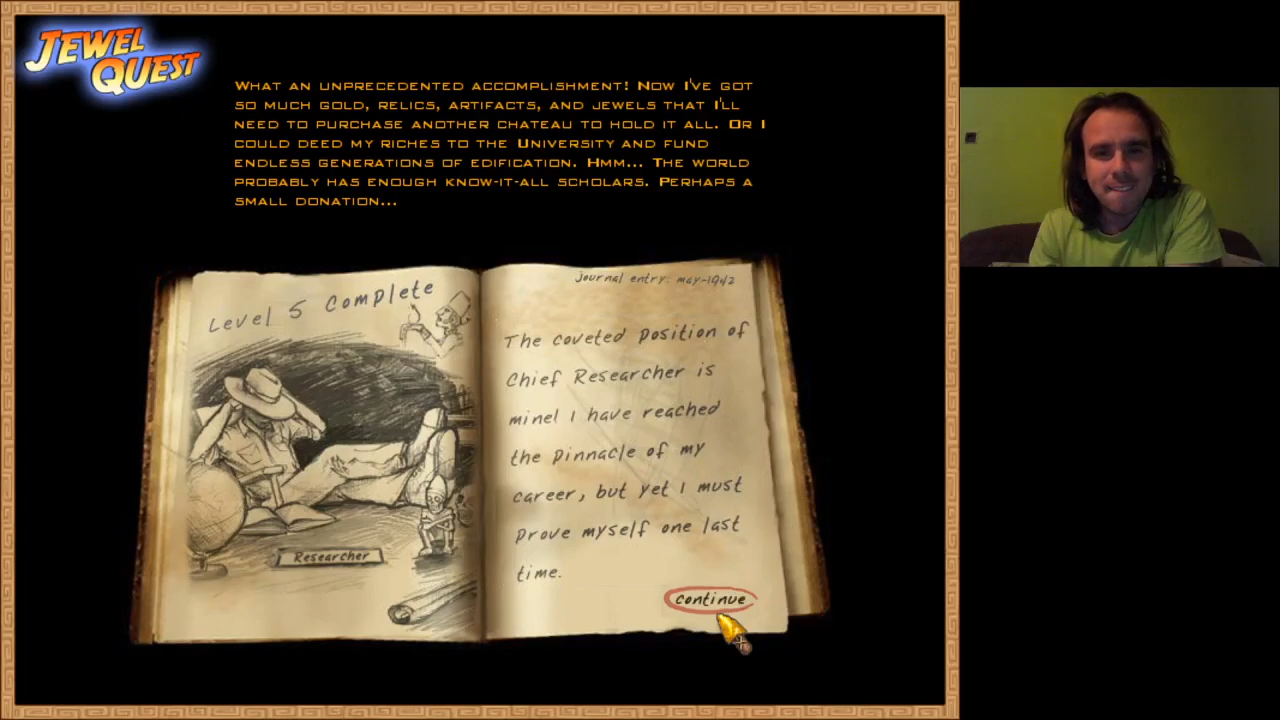 JEWEL
QUEST
What an unprecedented accomplishment! Now I've got
so much gold, relics, artifacts, and jewels that I'll
need to purchase another chateau to hold it all. Or I
could deed my riches to the University and fund
endless generations of edification. Hmm... The world
probably has enough know-it-all scholars. Perhaps a
small donation...
Level 5 Complete
Researcher
Journal entry: may-1942
The coveted position of
Chief Researcher is
mine! I have reached
the pinnacle of my
career, but yet I must
prove myself one last
time.
continue